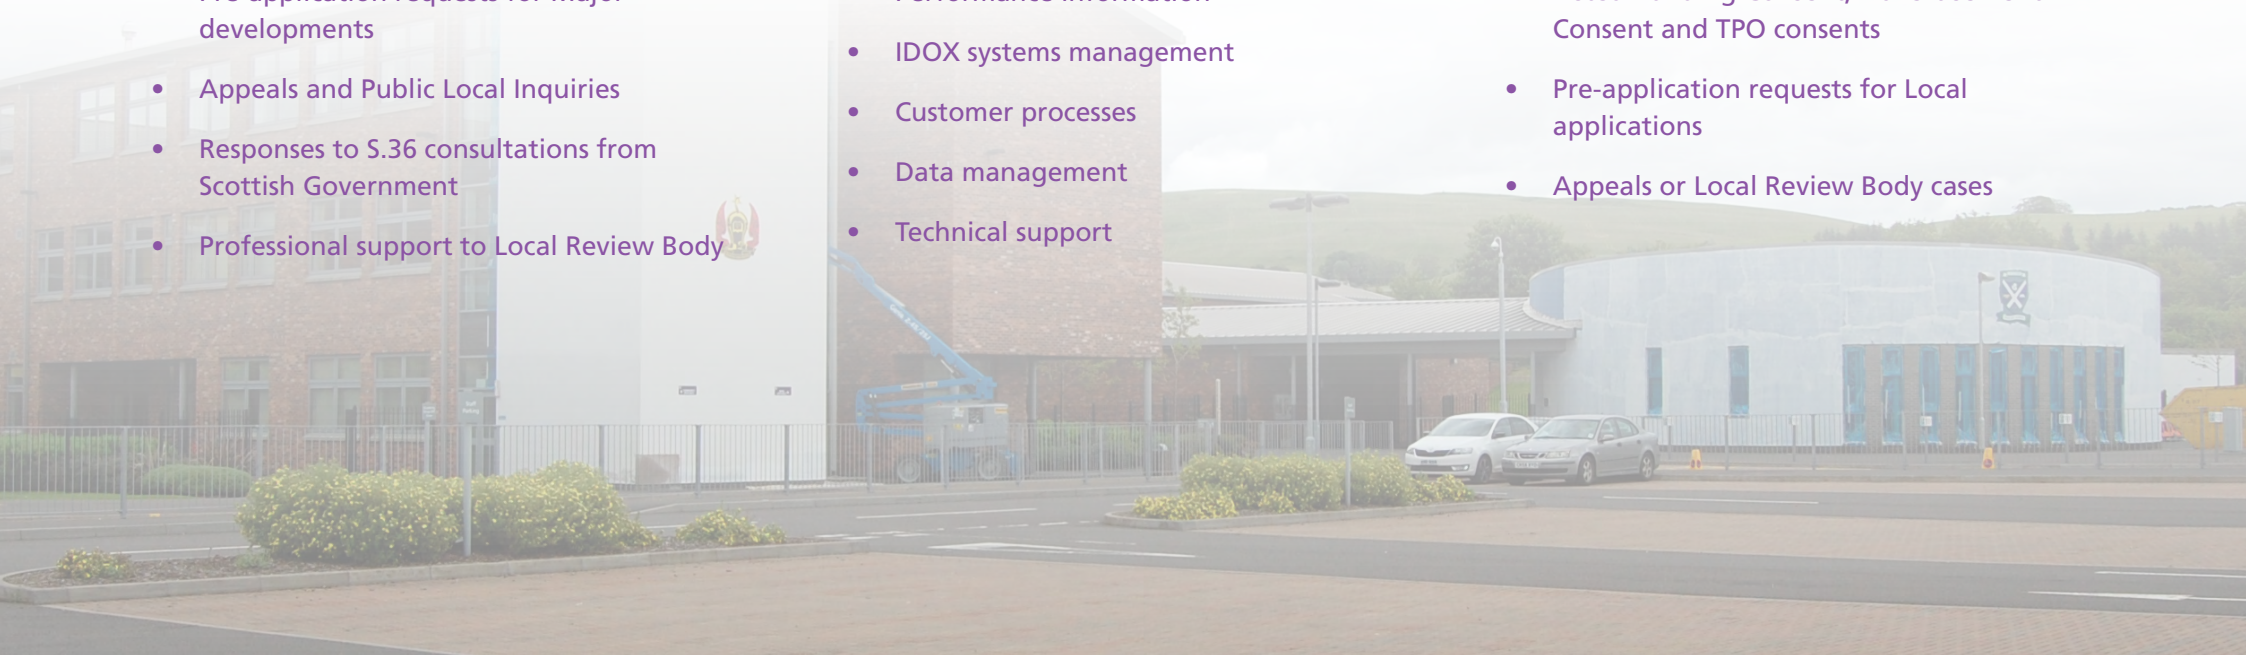 developments
• Appeals and Public Local Inquiries
• Responses to S.36 consultations from
Scottish Government
• Professional support to Local Review Body
Performance information
• IDOX systems management
• Customer processes
• Data management
• Technical support
Consent and TPO consents
• Pre-application requests for Local
applications
• Appeals or Local Review Body cases